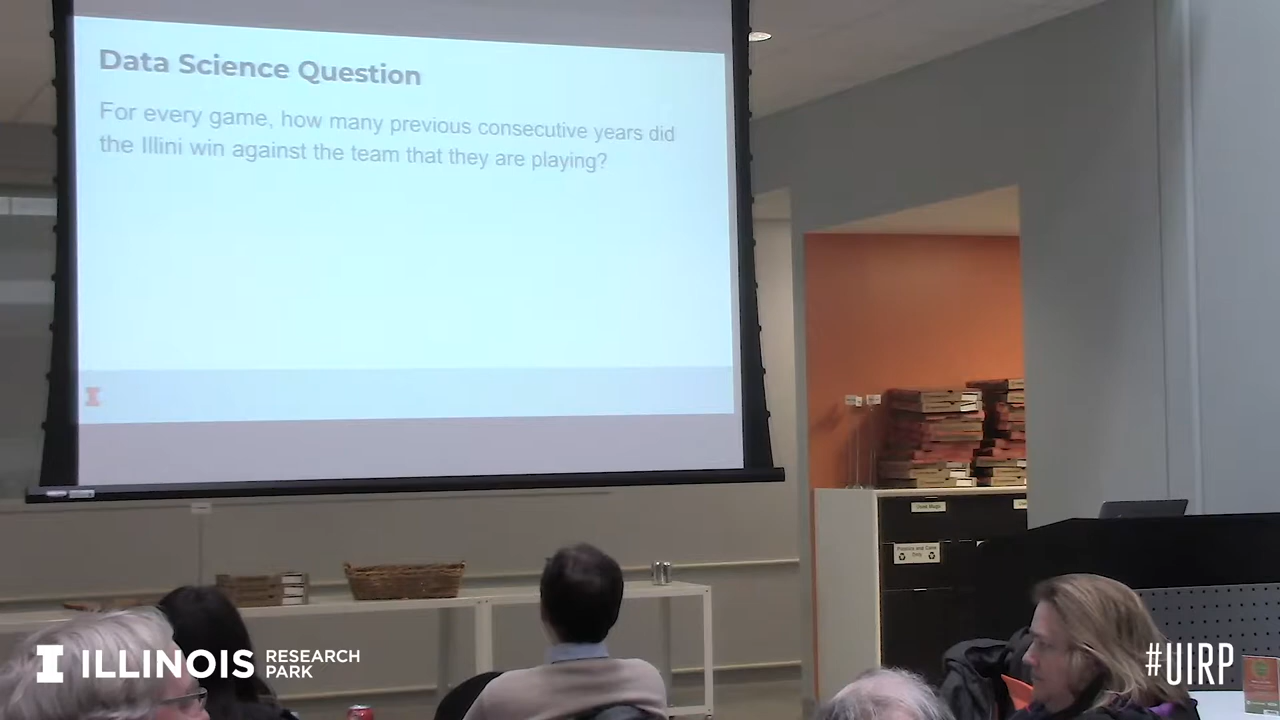 Data Science Question
For every game, how many previous consecutive years did
the Illini win against the team that they are playing?
I
I ILLINOIS RESEARCH
PARK
#UIRP